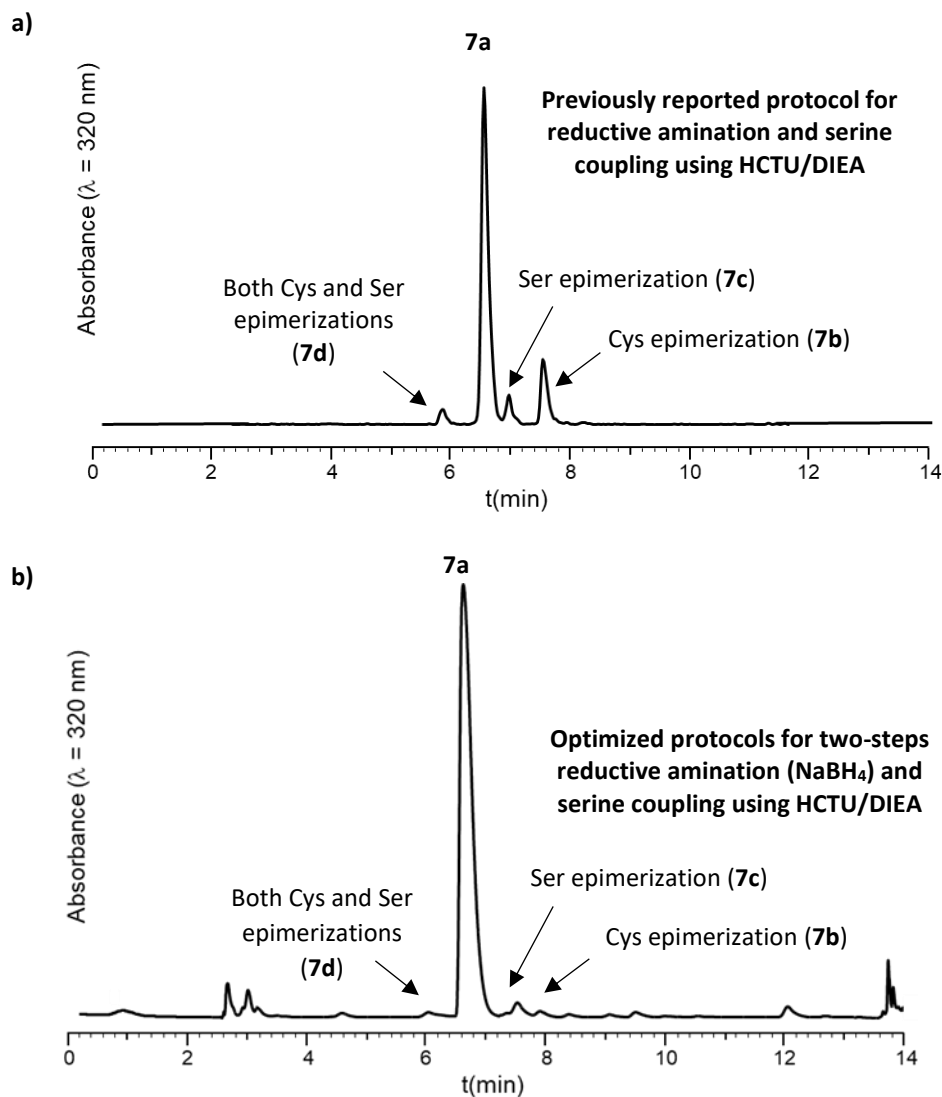 a)
7a
Previously reported protocol for
reductive amination and serine
coupling using HCTU/DIEA
Absorbance (λ = 320 nm)
Both Cys and Ser
epimerizations
(7d)
Ser epimerization (7c)
Cys epimerization (7b)
0 2 4 6 8 10 12 14
t(min)
b)
7a
Optimized protocols for two-steps
reductive amination (NaBH₄) and
serine coupling using HCTU/DIEA
Absorbance (λ = 320 nm)
Both Cys and Ser
epimerizations
(7d)
Ser epimerization (7c)
Cys epimerization (7b)
0 2 4 6 8 10 12 14
t(min)